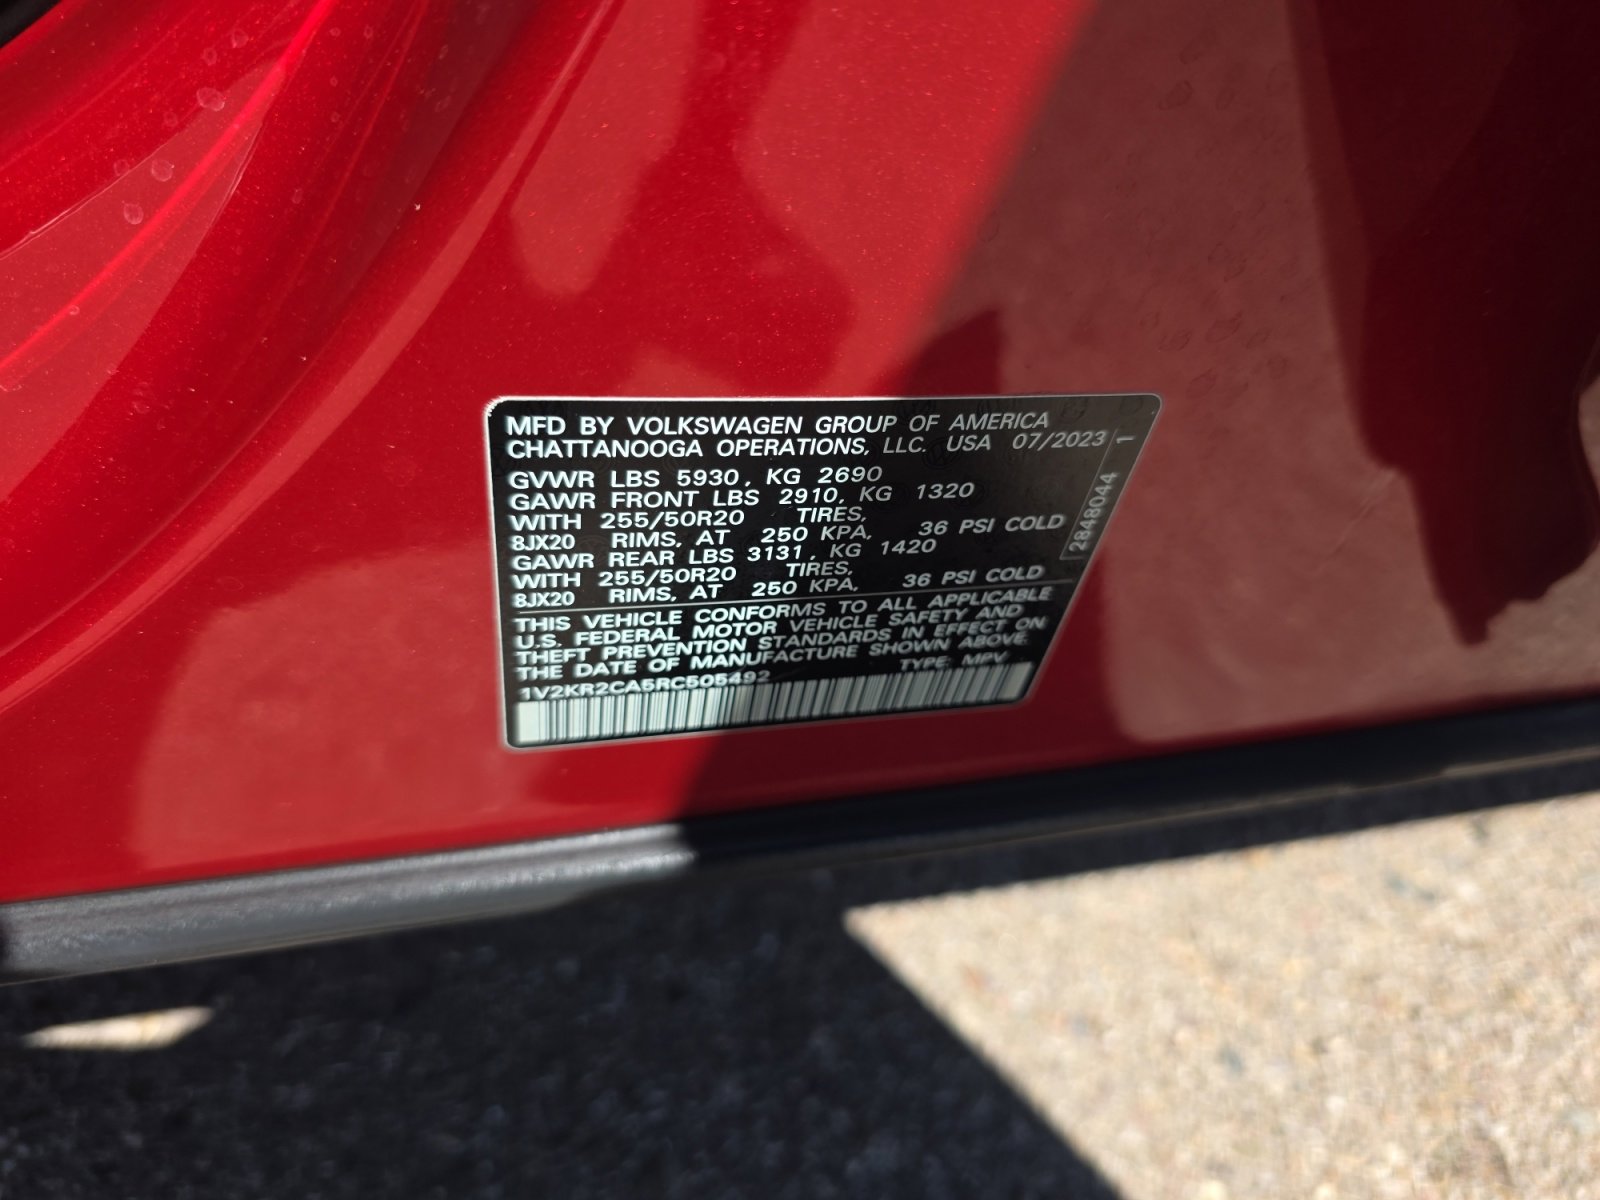 MFD BY VOLKSWAGEN GROUP OF AMERICA
CHATTANOOGA OPERATIONS, LLC. USA 07/2023
GVWR LBS 5930, KG 2690
GAWR FRONT LBS 2910, KG 1320
WITH 255/50R20 TIRES,
8JX20 RIMS, AT 250 KPA, 36 PSI COLD
GAWR REAR LBS 3131, KG 1420
WITH 255/50R20 TIRES,
8JX20 RIMS, AT 250 KPA, 36 PSI COLD
THIS VEHICLE CONFORMS TO ALL APPLICABLE
U.S. FEDERAL MOTOR VEHICLE SAFETY AND
THEFT PREVENTION STANDARDS IN EFFECT ON
THE DATE OF MANUFACTURE SHOWN ABOVE.
1V2KR2CA5RC505492 TYPE: MPV
2848044 1